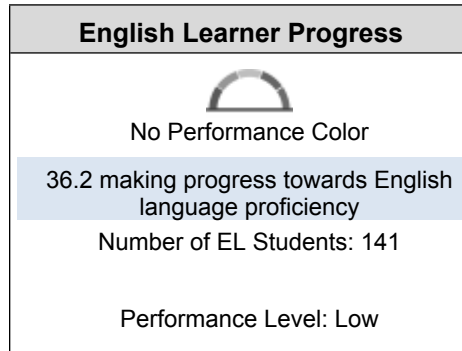 English Learner Progress
No Performance Color
36.2 making progress towards English
language proficiency
Number of EL Students: 141
Performance Level: Low